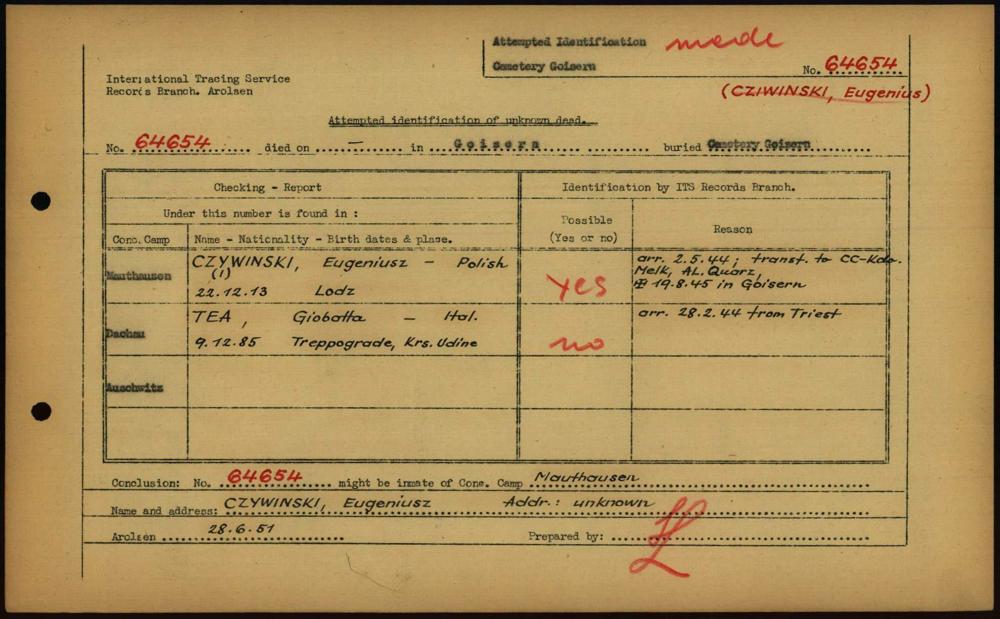 Attempted Identification made
Cemetery Goisern
No. 64654
(CZIWINSKI, Eugenius)
International Tracing Service
Records Branch. Arolsen
Attempted identification of unknown dead.
No. 64654 died on — in Goisern buried Cemetery Goisern
Checking - Report
Identification by ITS Records Branch.
Under this number is found in :
Possible
(Yes or no)
Reason
Conc. Camp
Name - Nationality - Birth dates & place.
Mauthausen
CZYWINSKI, Eugeniusz - Polish
(1)
22.12.13 Lodz
Yes
arr. 2.5.44; transf. to CC-Kdo.
Melk, AL. Quarz,
19.8.45 in Goisern
Dachau
TEA, Giobatta - Ital.
9.12.85 Treppograde, Krs. Udine
no
arr. 28.2.44 from Triest
Auschwitz
Conclusion: No. 64654 might be inmate of Conc. Camp Mauthausen
Name and address: CZYWINSKI, Eugeniusz Addr.: unknown
Arolsen 28.6.51 Prepared by: